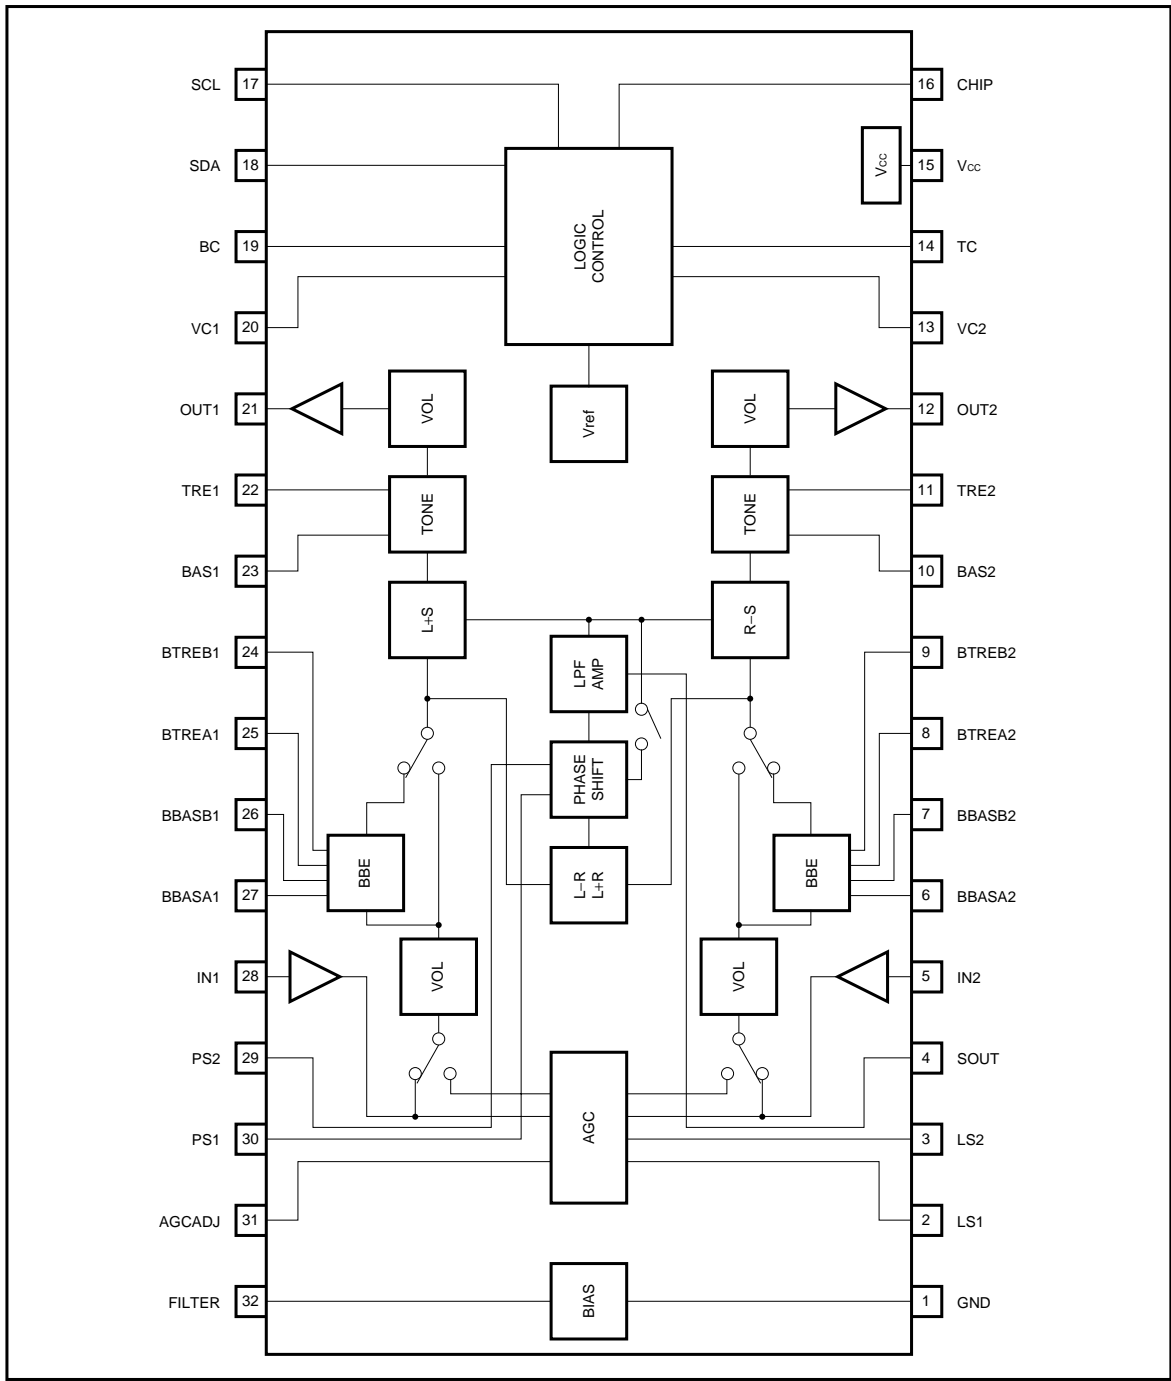 SCL 17
16 CHIP
SDA 18
Vcc
15 Vcc
BC 19
LOGIC
CONTROL
14 TC
VC1 20
13 VC2
OUT1 21
VOL
Vref
VOL
12 OUT2
TRE1 22
TONE
TONE
11 TRE2
BAS1 23
10 BAS2
L+S
R−S
BTREB1 24
LPF
AMP
9 BTREB2
BTREA1 25
PHASE
SHIFT
8 BTREA2
BBASB1 26
7 BBASB2
BBE
L−R
L+R
BBE
BBASA1 27
6 BBASA2
IN1 28
VOL
VOL
5 IN2
PS2 29
4 SOUT
AGC
PS1 30
3 LS2
AGCADJ 31
2 LS1
FILTER 32
BIAS
1 GND